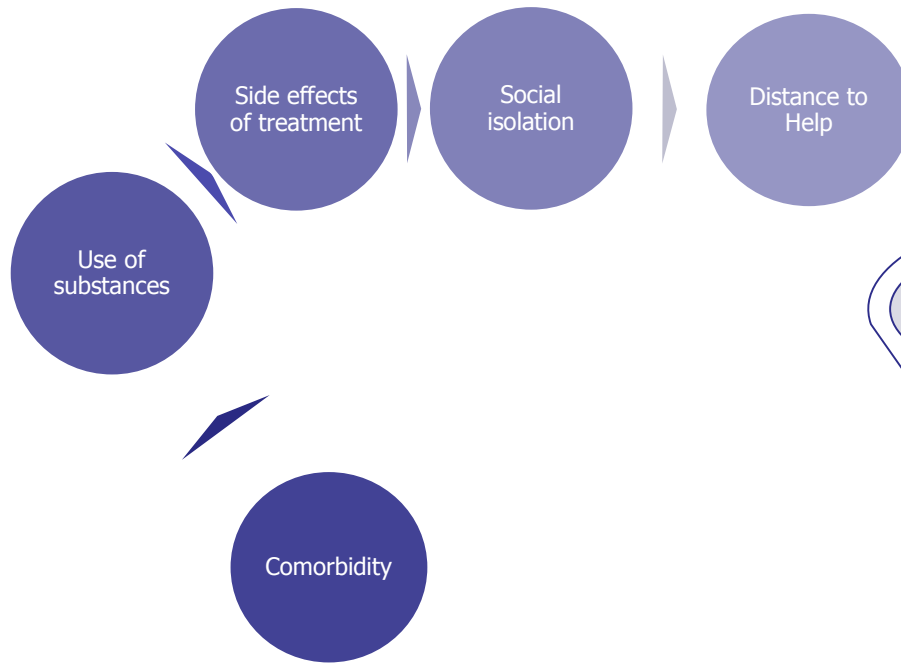 Side effects
of treatment
Social
isolation
Distance to
Help
Use of
substances
Comorbidity